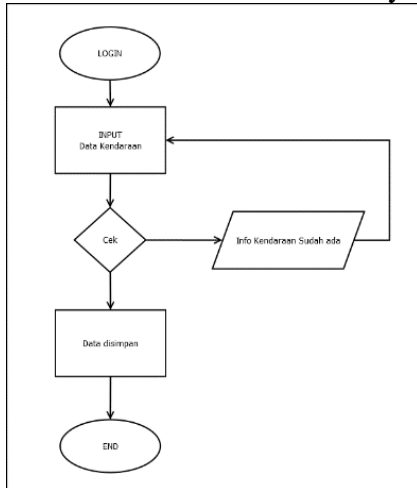 LOGIN
INPUT
Data Kendaraan
Cek
Info Kendaraan Sudah ada
Data disimpan
END